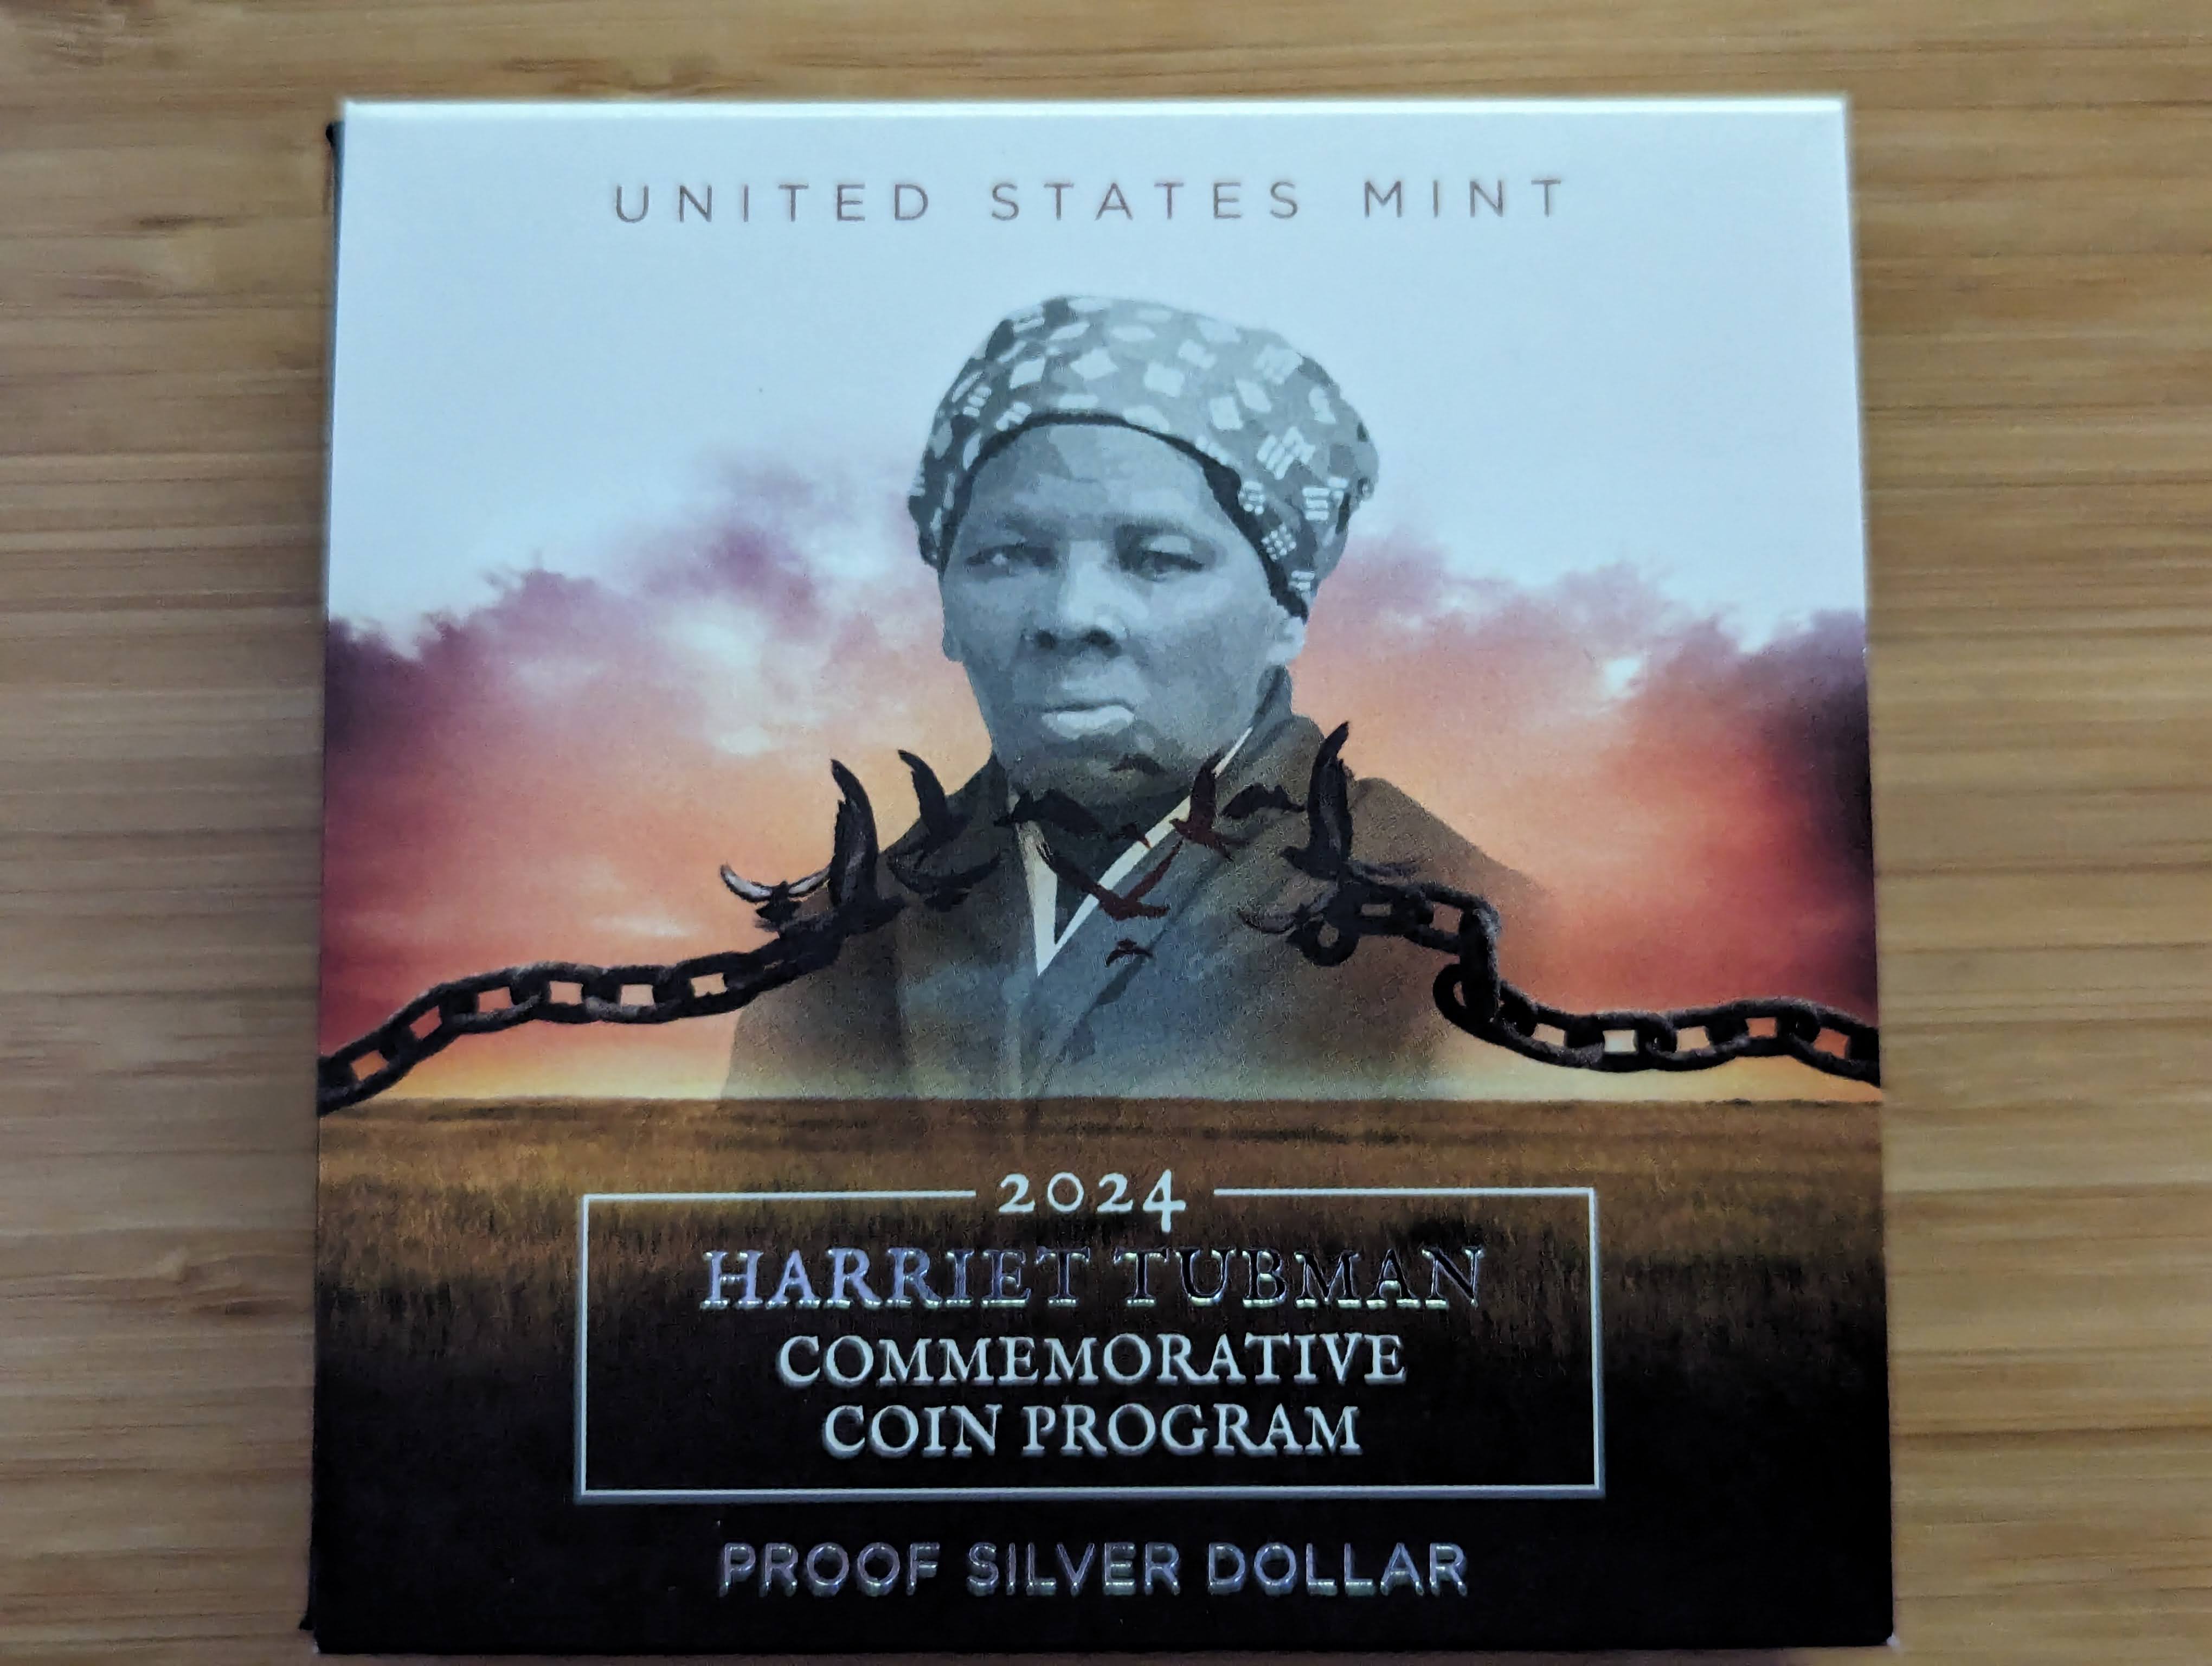 UNITED STATES MINT
2024
HARRIET TUBMAN
COMMEMORATIVE
COIN PROGRAM
PROOF SILVER DOLLAR